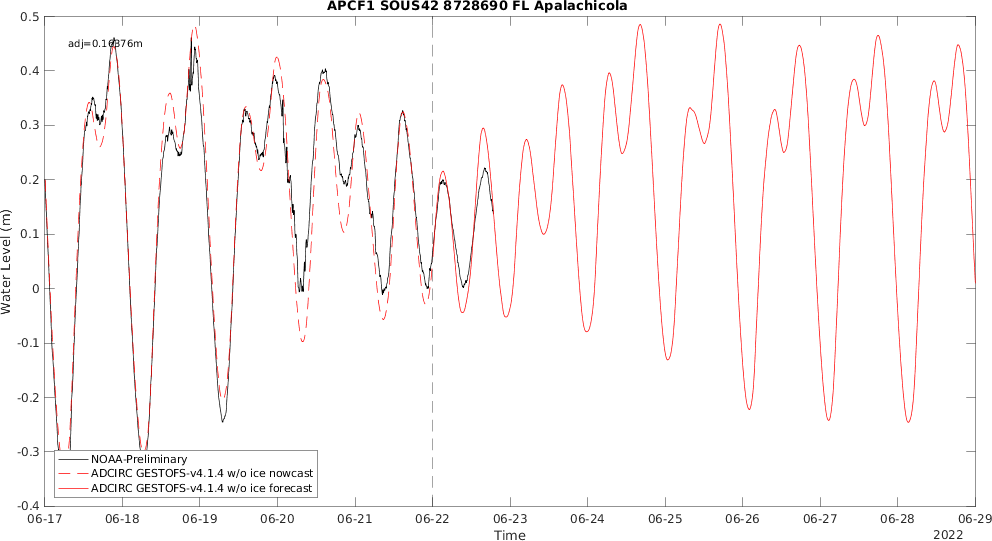 APCF1 SOUS42 8728690 FL Apalachicola
adj=0.16376m
0.5
0.4
0.3
0.2
0.1
0
-0.1
-0.2
-0.3
-0.4
Water Level (m)
NOAA-Preliminary
ADCIRC GESTOFS-v4.1.4 w/o ice nowcast
ADCIRC GESTOFS-v4.1.4 w/o ice forecast
06-17 06-18 06-19 06-20 06-21 06-22 06-23 06-24 06-25 06-26 06-27 06-28 06-29
Time
2022